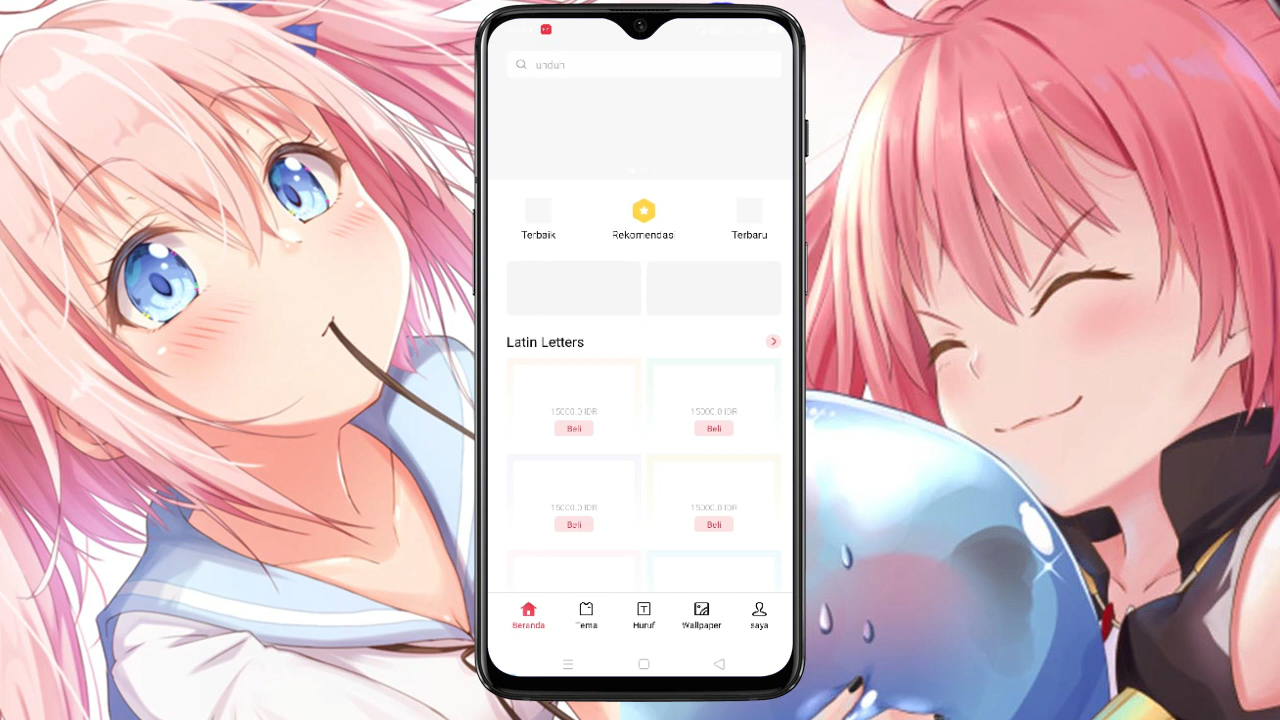 unduh
Terbaik Rekomendasi Terbaru
Latin Letters
15000.0 IDR 15000.0 IDR
Beli Beli
15000.0 IDR 15000.0 IDR
Beli Beli
Beranda Tema Huruf Wallpaper saya